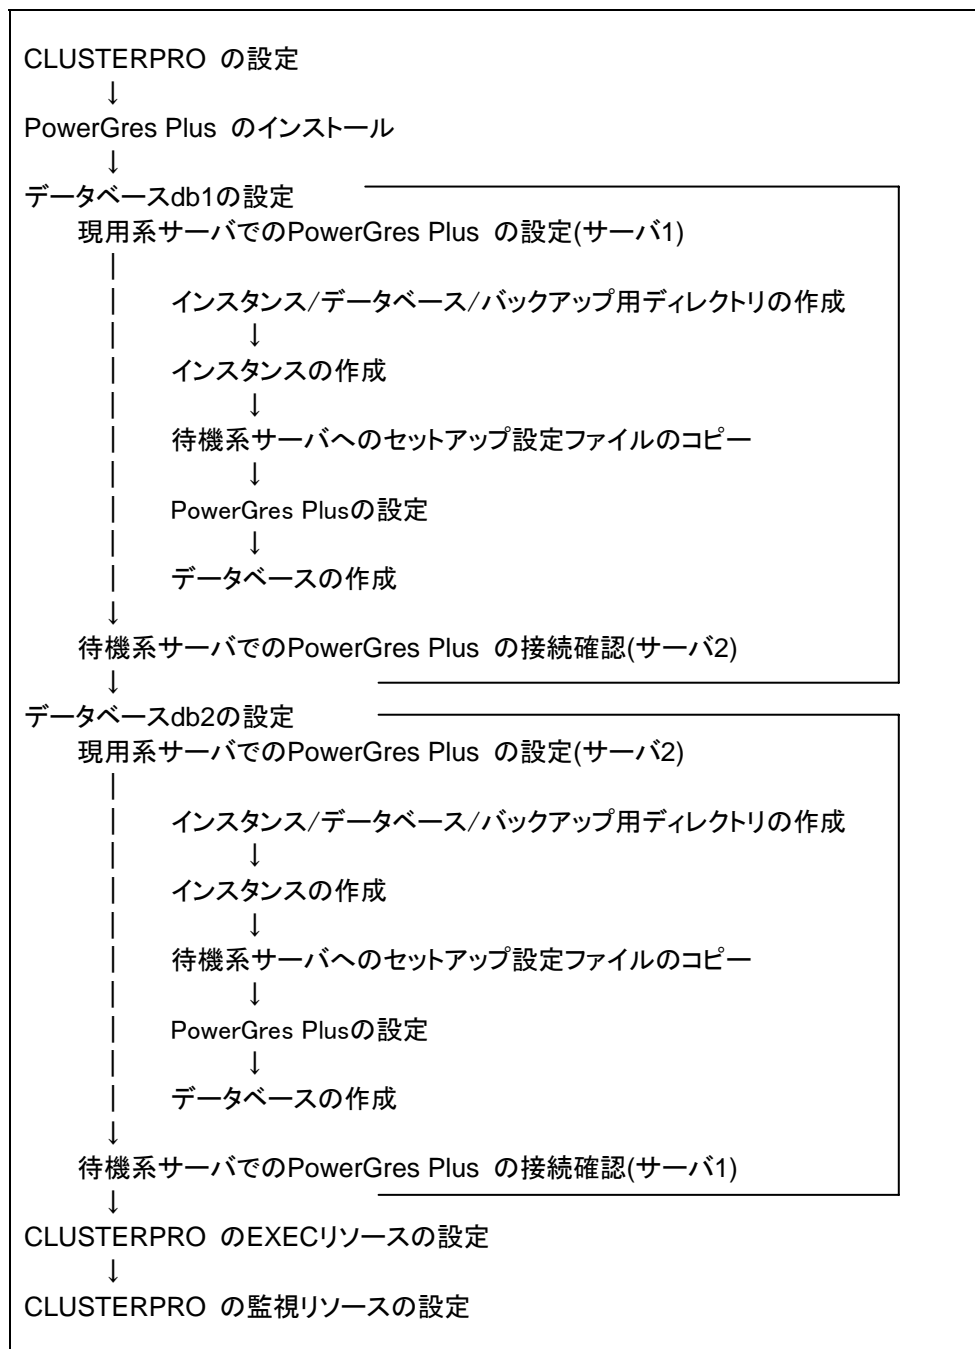 CLUSTERPRO の設定
↓
PowerGres Plus のインストール
↓
データベースdb1の設定
現用系サーバでのPowerGres Plus の設定(サーバ1)
インスタンス/データベース/バックアップ用ディレクトリの作成
↓
インスタンスの作成
↓
待機系サーバへのセットアップ設定ファイルのコピー
↓
PowerGres Plusの設定
↓
データベースの作成
↓
待機系サーバでのPowerGres Plus の接続確認(サーバ2)
↓
データベースdb2の設定
現用系サーバでのPowerGres Plus の設定(サーバ2)
インスタンス/データベース/バックアップ用ディレクトリの作成
↓
インスタンスの作成
↓
待機系サーバへのセットアップ設定ファイルのコピー
↓
PowerGres Plusの設定
↓
データベースの作成
↓
待機系サーバでのPowerGres Plus の接続確認(サーバ1)
↓
CLUSTERPRO のEXECリソースの設定
↓
CLUSTERPRO の監視リソースの設定